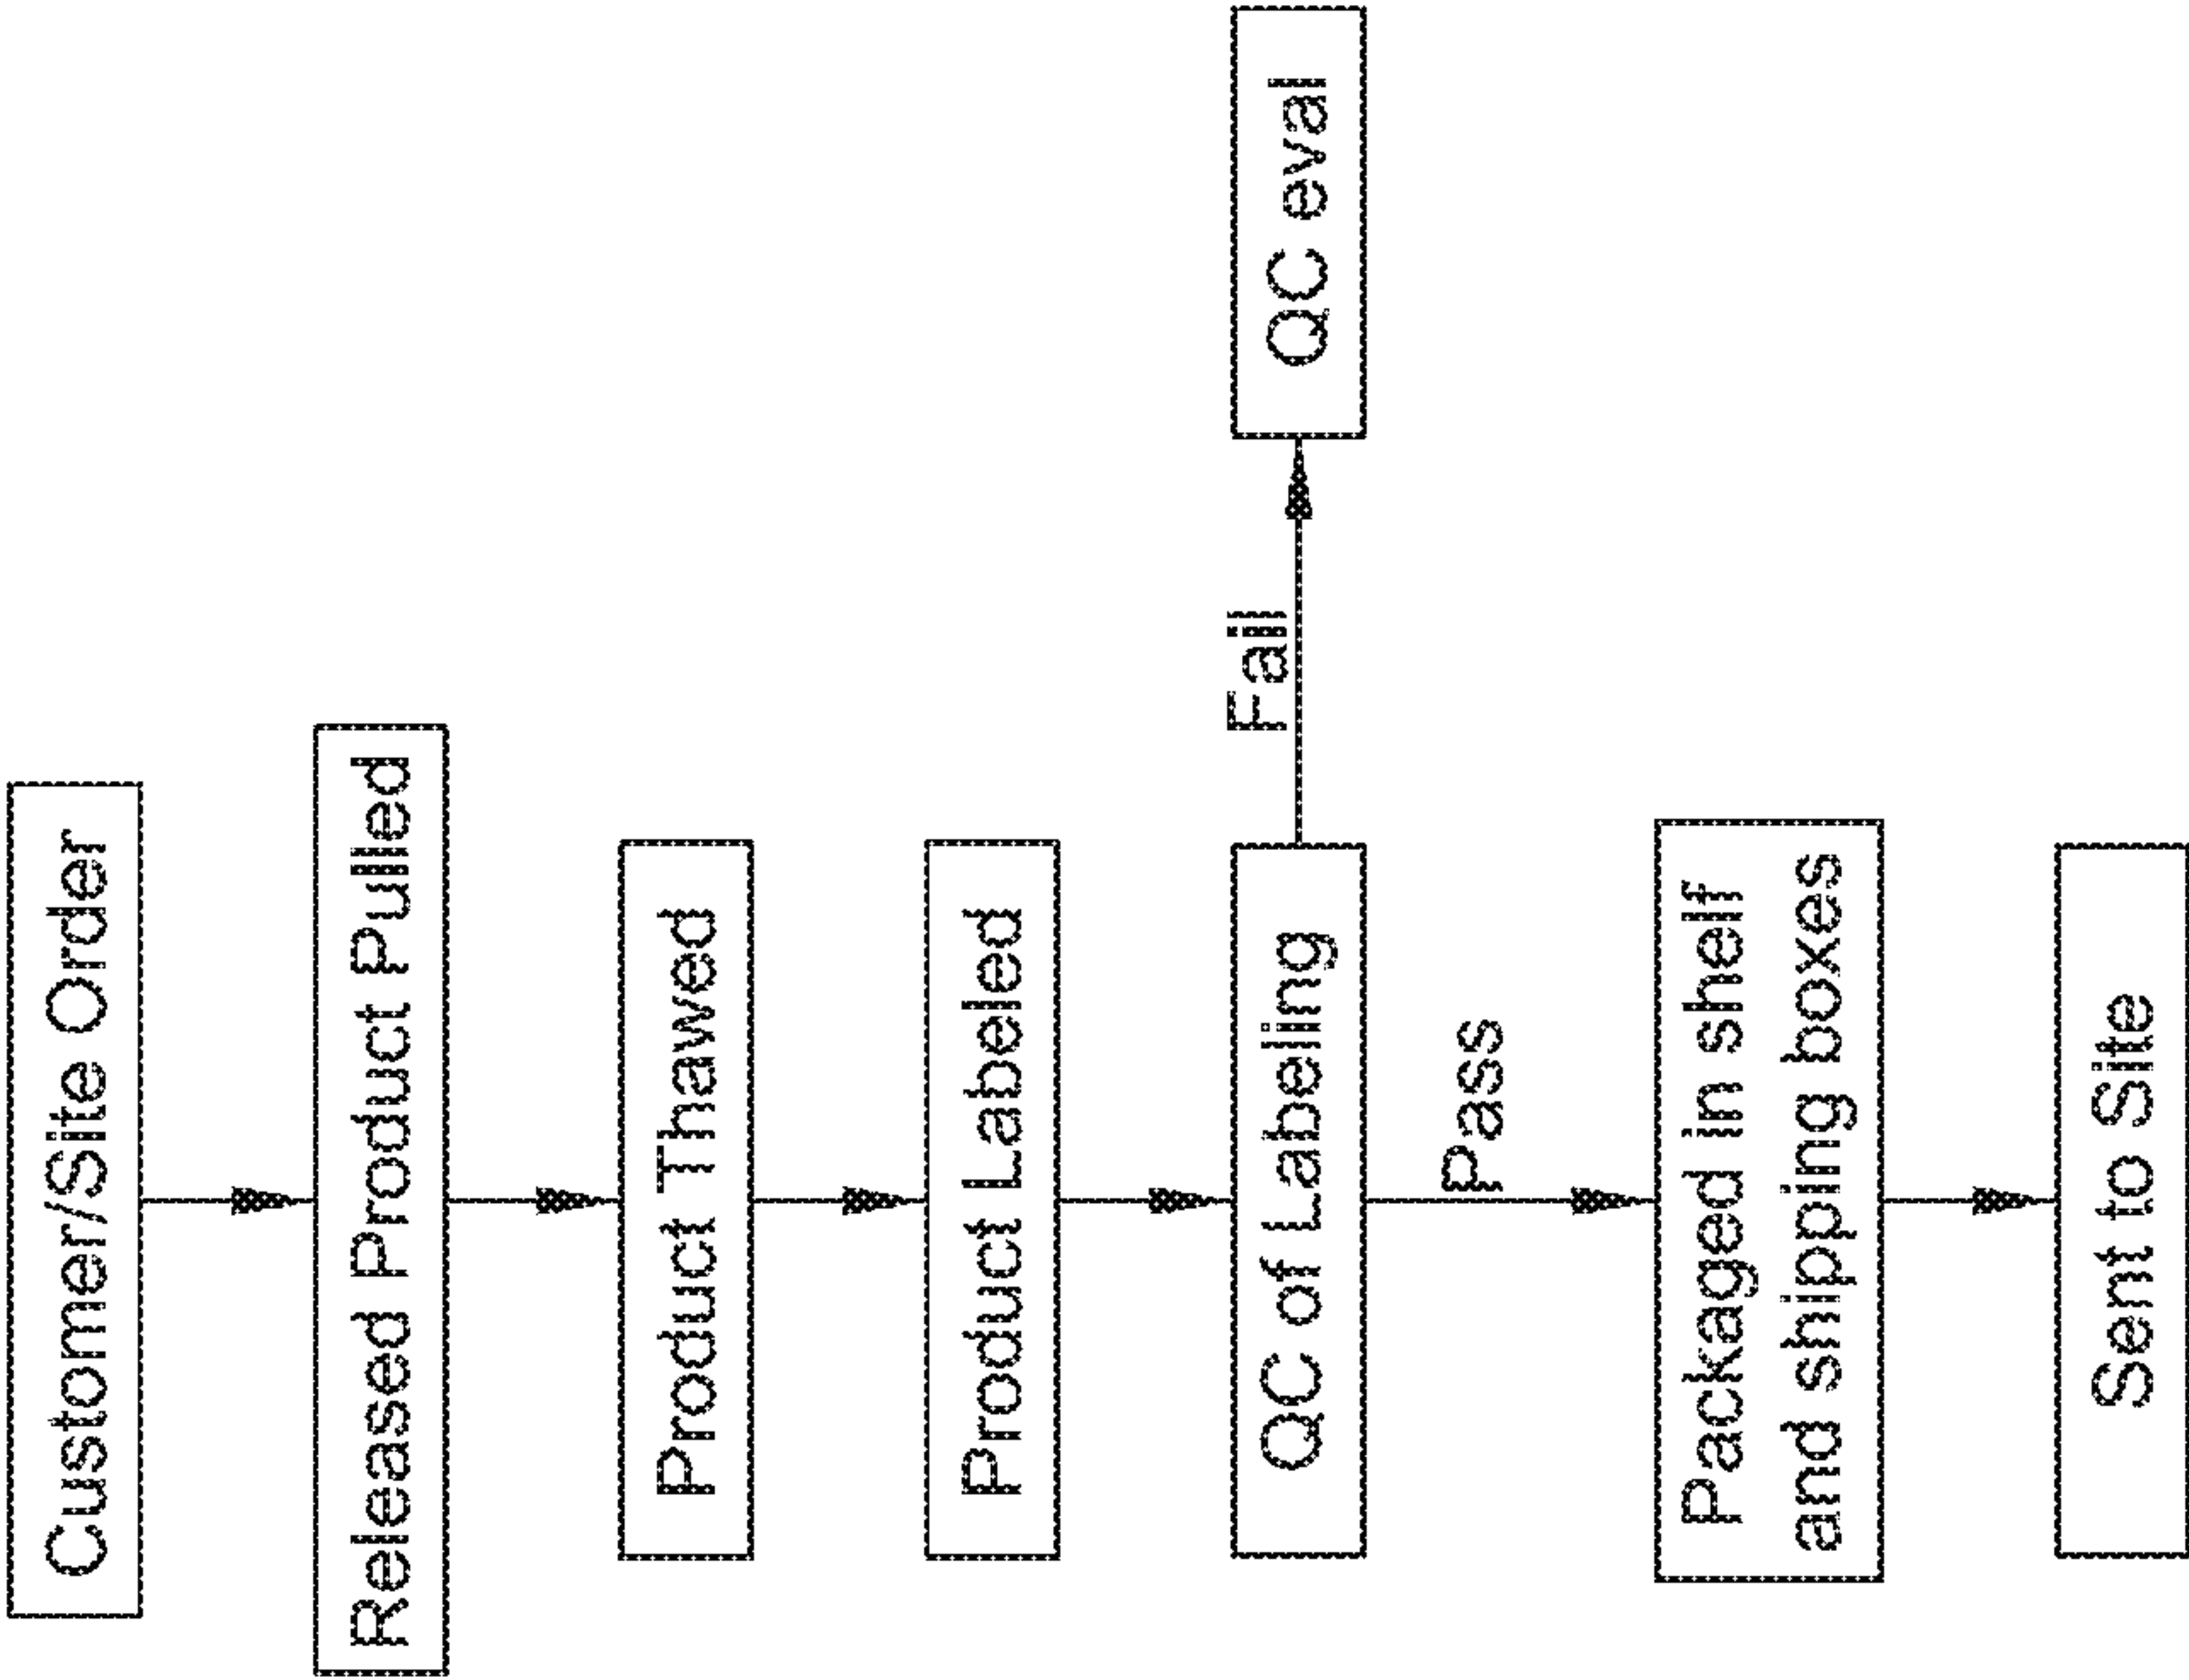 Customer/Site Order
Released Product Pulled
Product Thawed
Product Labeled
QC of Labeling
Fail
QC eval
Pass
Packaged in shelf
and shipping boxes
Sent to Site